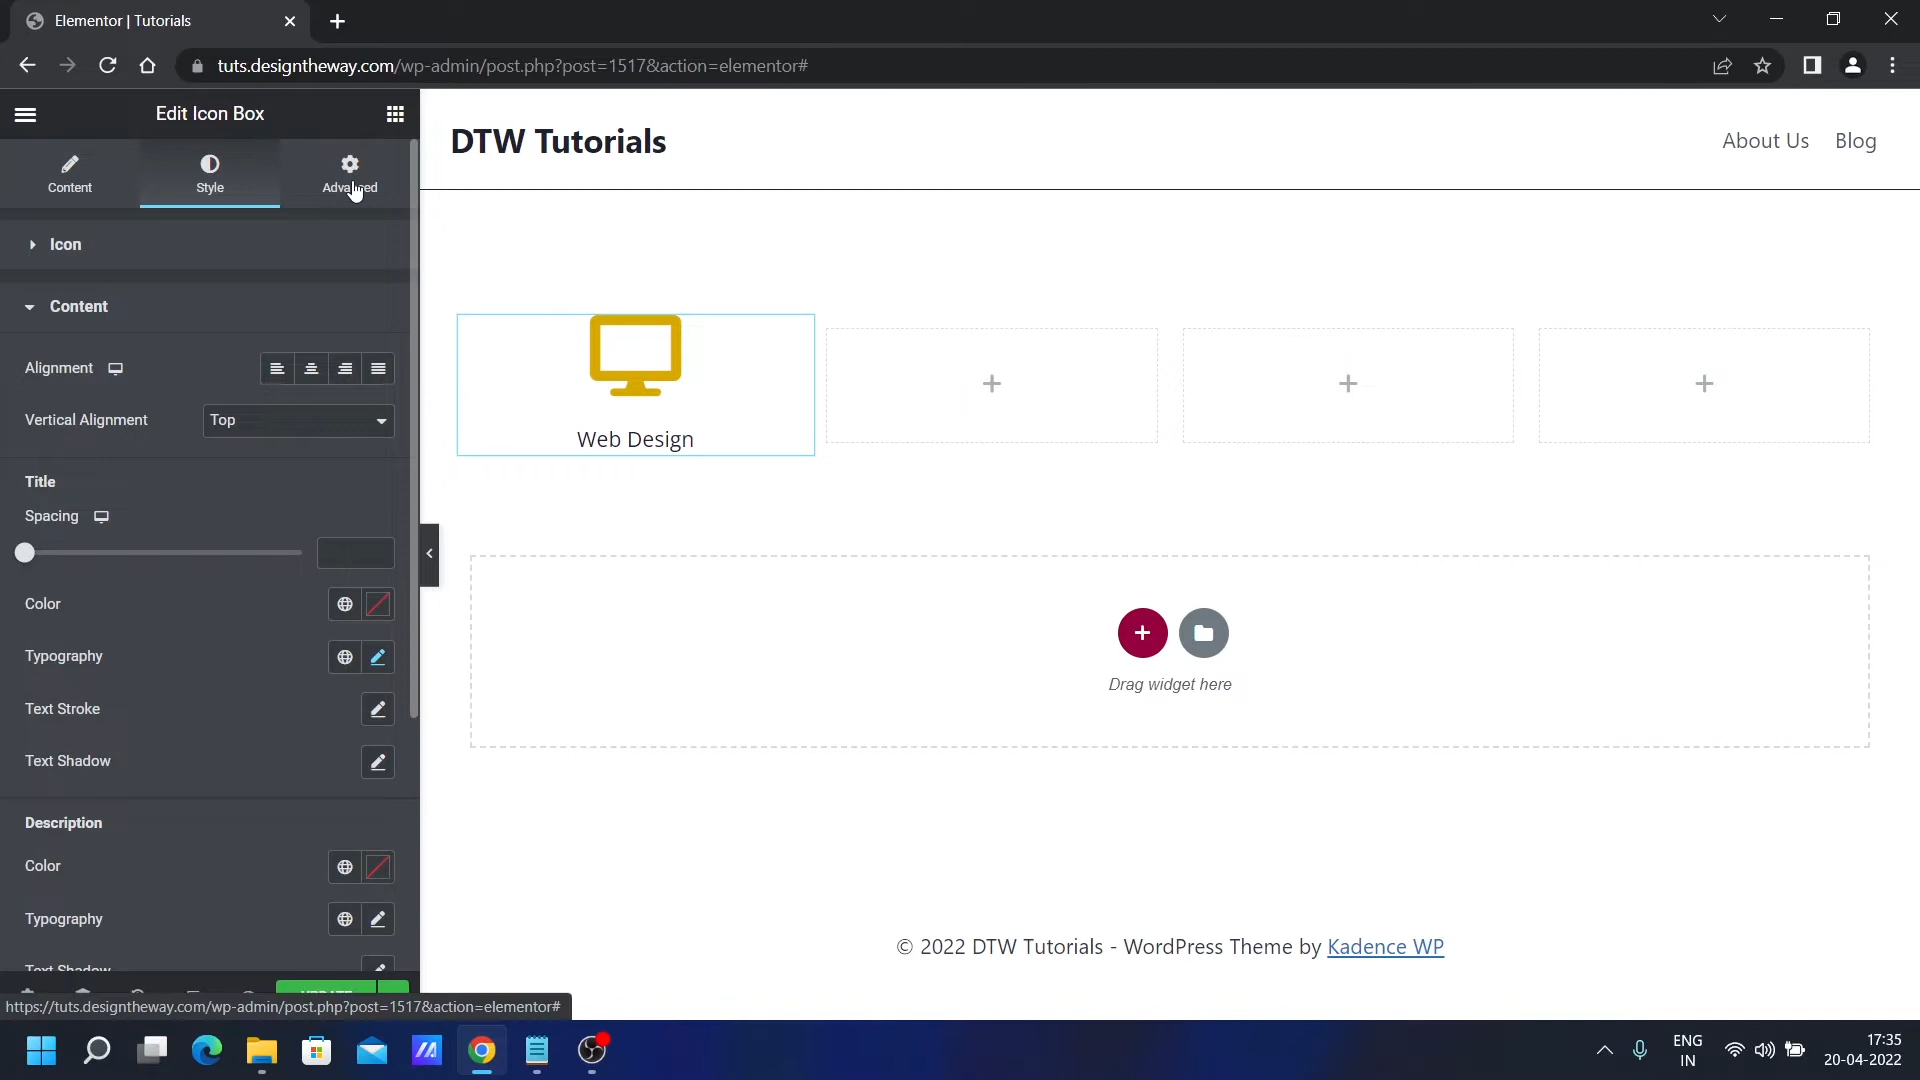 Elementor | Tutorials
tuts.designtheway.com/wp-admin/post.php?post=1517&action=elementor#
Edit Icon Box
Content
Style
Advanced
Icon
Content
Alignment
Vertical Alignment
Top
Title
Spacing
Color
Typography
Text Stroke
Text Shadow
Description
Color
Typography
Text Shadow
UPDATE
https://tuts.designtheway.com/wp-admin/post.php?post=1517&action=elementor#
DTW Tutorials
About Us
Blog
Web Design
Drag widget here
© 2022 DTW Tutorials - WordPress Theme by Kadence WP
ENG
IN
17:35
20-04-2022